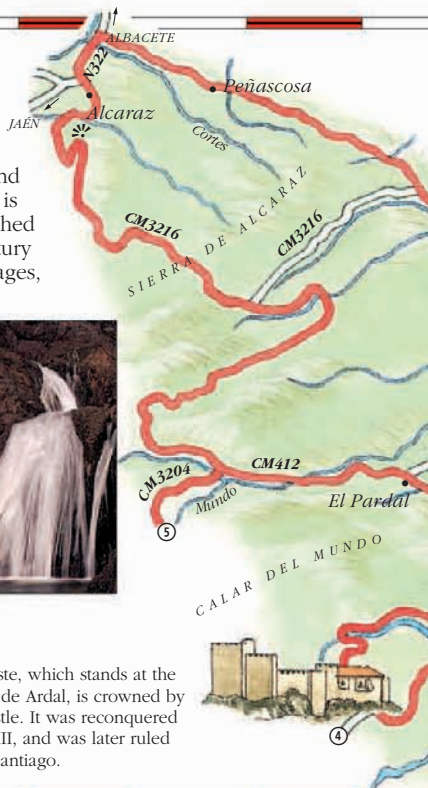 ALBACETE
N322
Peñascosa
Alcaraz
JAÉN
Cortes
nd
is
hed
tury
ages,
SIERRA DE ALCARAZ
CM3216
CM3216
CM3204
CM412
Mundo
El Pardal
5
CALAR DEL MUNDO
ste, which stands at the
de Ardal, is crowned by
tle. It was reconquered
III, and was later ruled
antiago.
4